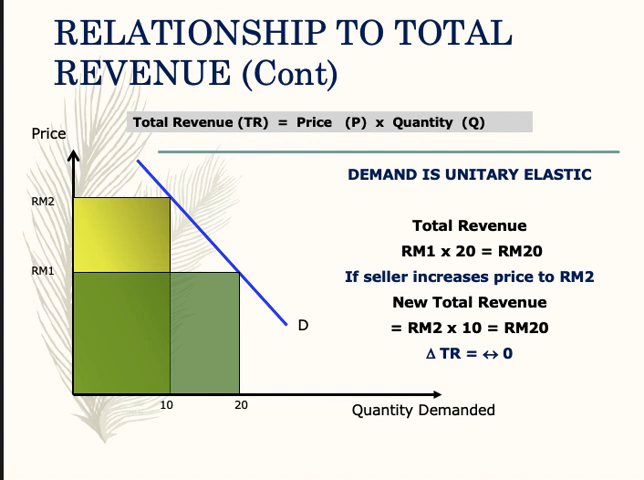 RELATIONSHIP TO TOTAL
REVENUE (Cont)
Total Revenue (TR) = Price (P) x Quantity (Q)
Price
DEMAND IS UNITARY ELASTIC
RM2
Total Revenue
RM1 x 20 = RM20
RM1
If seller increases price to RM2
New Total Revenue
= RM2 x 10 = RM20
D
Δ TR = ↔ 0
10 20
Quantity Demanded